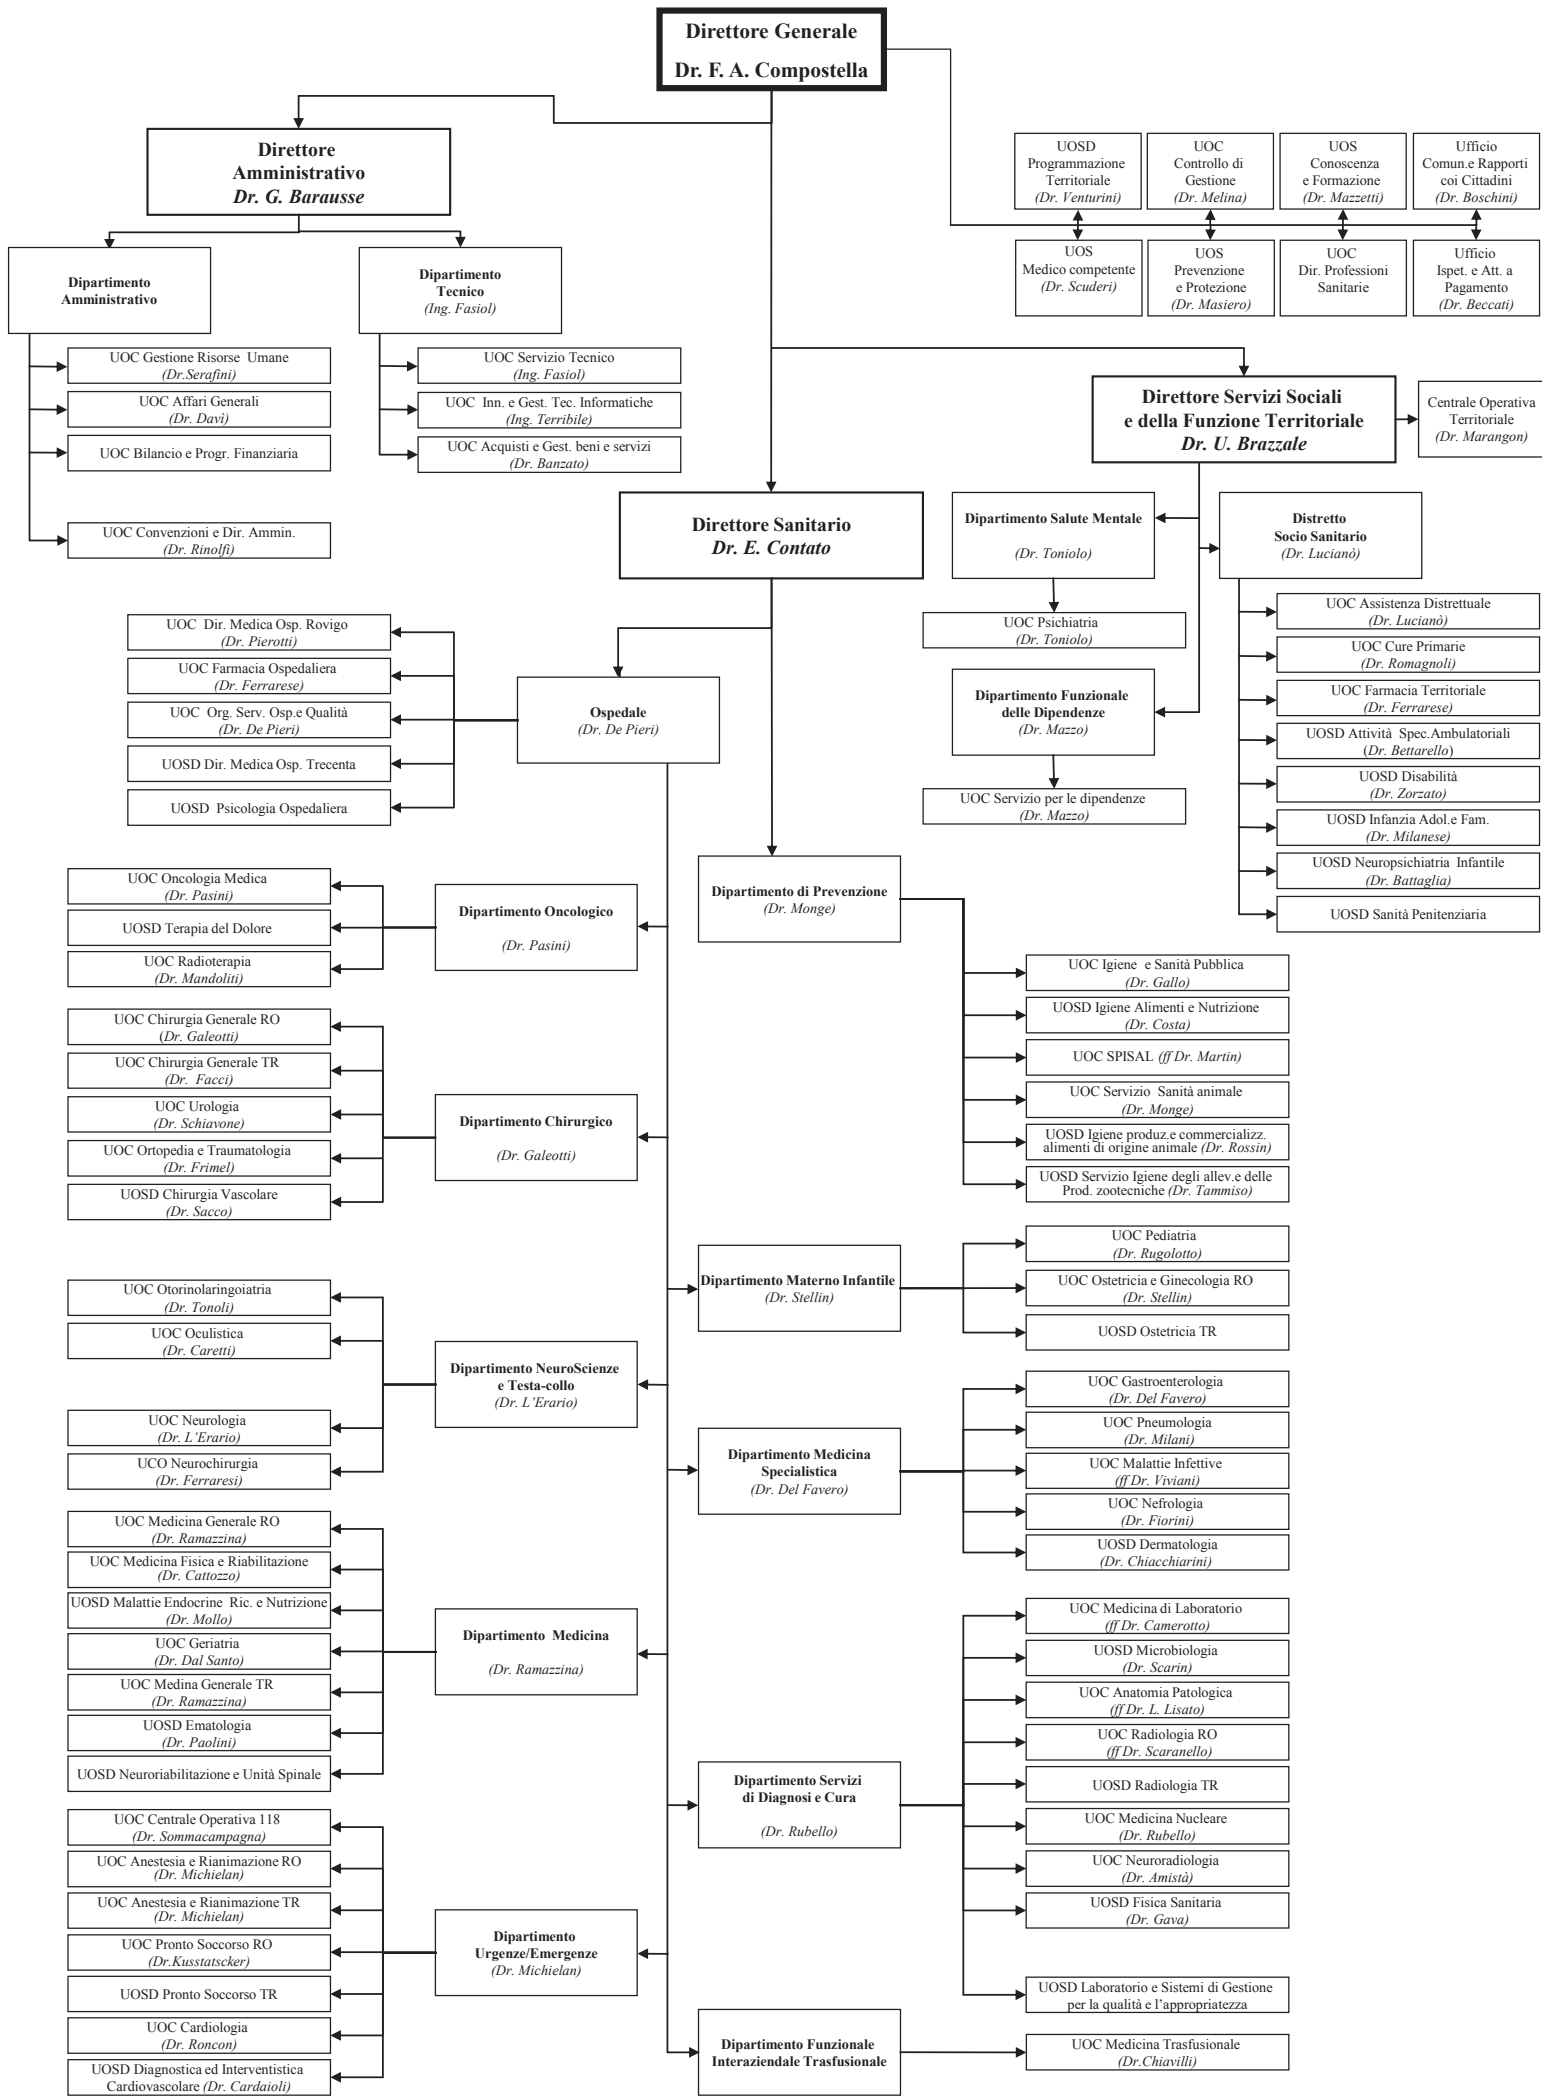 Direttore Generale
Dr. F. A. Compostella
Direttore
Amministrativo
Dr. G. Barausse
UOSD
Programmazione
Territoriale
(Dr. Venturini)
UOC
Controllo di
Gestione
(Dr. Melina)
UOS
Conoscenza
e Formazione
(Dr. Mazzetti)
Ufficio
Comun.e Rapporti
coi Cittadini
(Dr. Boschini)
UOS
Medico competente
(Dr. Scuderi)
UOS
Prevenzione
e Protezione
(Dr. Masiero)
UOC
Dir. Professioni
Sanitarie
Ufficio
Ispet. e Att. a
Pagamento
(Dr. Beccati)
Dipartimento
Amministrativo
Dipartimento
Tecnico
(Ing. Fasiol)
UOC Gestione Risorse Umane
(Dr.Serafini)
UOC Affari Generali
(Dr. Davì)
UOC Bilancio e Progr. Finanziaria
UOC Convenzioni e Dir. Ammin.
(Dr. Rinolfi)
UOC Servizio Tecnico
(Ing. Fasiol)
UOC Inn. e Gest. Tec. Informatiche
(Ing. Terribile)
UOC Acquisti e Gest. beni e servizi
(Dr. Banzato)
Direttore Servizi Sociali
e della Funzione Territoriale
Dr. U. Brazzale
Centrale Operativa
Territoriale
(Dr. Marangon)
Direttore Sanitario
Dr. E. Contato
Dipartimento Salute Mentale
(Dr. Toniolo)
UOC Psichiatria
(Dr. Toniolo)
Dipartimento Funzionale
delle Dipendenze
(Dr. Mazzo)
UOC Servizio per le dipendenze
(Dr. Mazzo)
Distretto
Socio Sanitario
(Dr. Lucianò)
UOC Assistenza Distrettuale
(Dr. Lucianò)
UOC Cure Primarie
(Dr. Romagnoli)
UOC Farmacia Territoriale
(Dr. Ferrarese)
UOSD Attività Spec.Ambulatoriali
(Dr. Bettarello)
UOSD Disabilità
(Dr. Zorzato)
UOSD Infanzia Adol.e Fam.
(Dr. Milanese)
UOSD Neuropsichiatria Infantile
(Dr. Battaglia)
UOSD Sanità Penitenziaria
UOC Dir. Medica Osp. Rovigo
(Dr. Pierotti)
UOC Farmacia Ospedaliera
(Dr. Ferrarese)
UOC Org. Serv. Osp.e Qualità
(Dr. De Pieri)
UOSD Dir. Medica Osp. Trecenta
UOSD Psicologia Ospedaliera
Ospedale
(Dr. De Pieri)
UOC Oncologia Medica
(Dr. Pasini)
UOSD Terapia del Dolore
UOC Radioterapia
(Dr. Mandoliti)
Dipartimento Oncologico
(Dr. Pasini)
Dipartimento di Prevenzione
(Dr. Monge)
UOC Igiene e Sanità Pubblica
(Dr. Gallo)
UOSD Igiene Alimenti e Nutrizione
(Dr. Costa)
UOC SPISAL (ff Dr. Martin)
UOC Servizio Sanità animale
(Dr. Monge)
UOSD Igiene produz.e commercializz.
alimenti di origine animale (Dr. Rossin)
UOSD Servizio Igiene degli allev.e delle
Prod. zootecniche (Dr. Tammiso)
UOC Chirurgia Generale RO
(Dr. Galeotti)
UOC Chirurgia Generale TR
(Dr. Facci)
UOC Urologia
(Dr. Schiavone)
UOC Ortopedia e Traumatologia
(Dr. Frimel)
UOSD Chirurgia Vascolare
(Dr. Sacco)
Dipartimento Chirurgico
(Dr. Galeotti)
Dipartimento Materno Infantile
(Dr. Stellin)
UOC Pediatria
(Dr. Rugolotto)
UOC Ostetricia e Ginecologia RO
(Dr. Stellin)
UOSD Ostetricia TR
UOC Otorinolaringoiatria
(Dr. Tonoli)
UOC Oculistica
(Dr. Caretti)
UOC Neurologia
(Dr. L'Erario)
UCO Neurochirurgia
(Dr. Ferraresi)
Dipartimento NeuroScienze
e Testa-collo
(Dr. L'Erario)
Dipartimento Medicina
Specialistica
(Dr. Del Favero)
UOC Gastroenterologia
(Dr. Del Favero)
UOC Pneumologia
(Dr. Milani)
UOC Malattie Infettive
(ff Dr. Viviani)
UOC Nefrologia
(Dr. Fiorini)
UOSD Dermatologia
(Dr. Chiacchiarini)
UOC Medicina Generale RO
(Dr. Ramazzina)
UOC Medicina Fisica e Riabilitazione
(Dr. Cattozzo)
UOSD Malattie Endocrine Ric. e Nutrizione
(Dr. Mollo)
UOC Geriatria
(Dr. Dal Santo)
UOC Medina Generale TR
(Dr. Ramazzina)
UOSD Ematologia
(Dr. Paolini)
UOSD Neuroriabilitazione e Unità Spinale
Dipartimento Medicina
(Dr. Ramazzina)
Dipartimento Servizi
di Diagnosi e Cura
(Dr. Rubello)
UOC Medicina di Laboratorio
(ff Dr. Camerotto)
UOSD Microbiologia
(Dr. Scarin)
UOC Anatomia Patologica
(ff Dr. L. Lisato)
UOC Radiologia RO
(ff Dr. Scaranello)
UOSD Radiologia TR
UOC Medicina Nucleare
(Dr. Rubello)
UOC Neuroradiologia
(Dr. Amistà)
UOSD Fisica Sanitaria
(Dr. Gava)
UOSD Laboratorio e Sistemi di Gestione
per la qualità e l'appropriatezza
UOC Centrale Operativa 118
(Dr. Sommacampagna)
UOC Anestesia e Rianimazione RO
(Dr. Michielan)
UOC Anestesia e Rianimazione TR
(Dr. Michielan)
UOC Pronto Soccorso RO
(Dr.Kusstatscker)
UOSD Pronto Soccorso TR
UOC Cardiologia
(Dr. Roncon)
UOSD Diagnostica ed Interventistica
Cardiovascolare (Dr. Cardaioli)
Dipartimento
Urgenze/Emergenze
(Dr. Michielan)
Dipartimento Funzionale
Interaziendale Trasfusionale
UOC Medicina Trasfusionale
(Dr.Chiavilli)